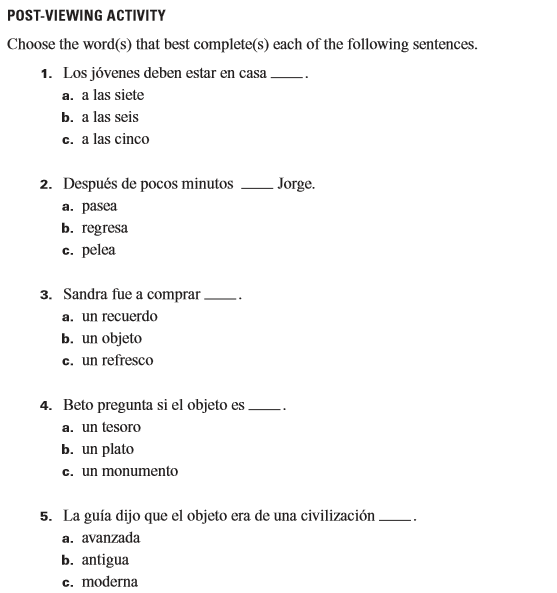 POST-VIEWING ACTIVITY
Choose the word(s) that best complete(s) each of the following sentences.
1. Los jóvenes deben estar en casa ____.
a. a las siete
b. a las seis
c. a las cinco
2. Después de pocos minutos ____ Jorge.
a. pasea
b. regresa
c. pelea
3. Sandra fue a comprar ____.
a. un recuerdo
b. un objeto
c. un refresco
4. Beto pregunta si el objeto es ____.
a. un tesoro
b. un plato
c. un monumento
5. La guía dijo que el objeto era de una civilización ____.
a. avanzada
b. antigua
c. moderna